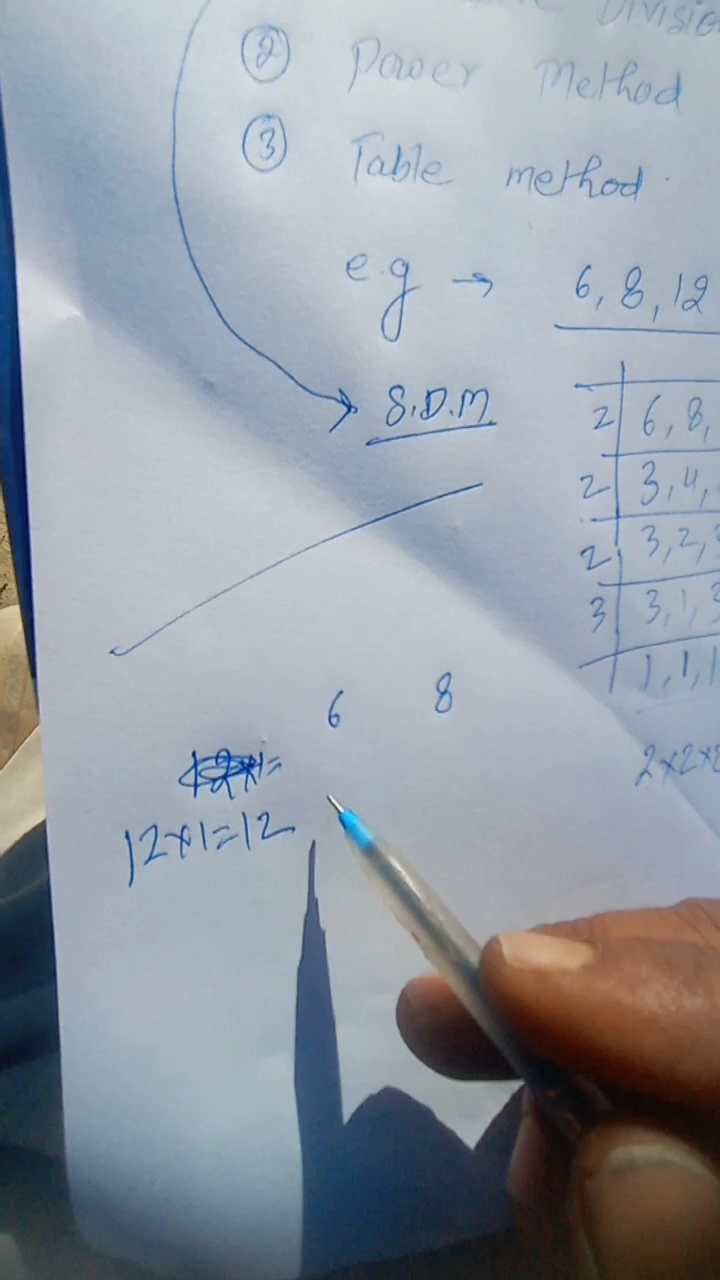 Divisio
② Power Method
③ Table method.
e.g → 6, 8, 12
S.D.M.
2 6, 8,
2 3, 4,
2 3, 2,
3 3, 1, 3
1, 1, 1
6 8
2×2×
12×1=12